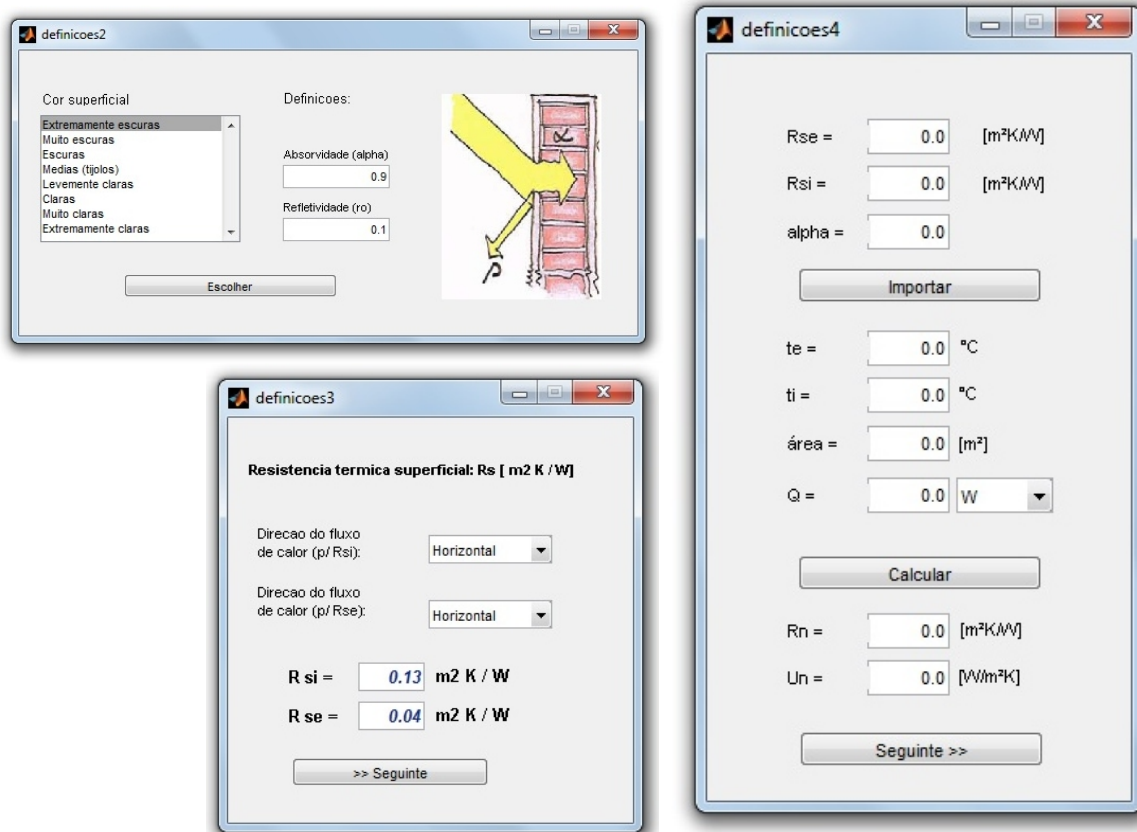 definicoes2
Cor superficial
Extremamente escuras
Muito escuras
Escuras
Medias (tijolos)
Levemente claras
Claras
Muito claras
Extremamente claras
Definicoes:
Absorvidade (alpha)
0.9
Refletividade (ro)
0.1
α
ρ
Escolher
definicoes3
Resistencia termica superficial: Rs [ m2 K / W]
Direcao do fluxo
de calor (p/ Rsi):
Horizontal
Direcao do fluxo
de calor (p/ Rse):
Horizontal
R si = 0.13 m2 K / W
R se = 0.04 m2 K / W
>> Seguinte
definicoes4
Rse = 0.0 [m²K/W]
Rsi = 0.0 [m²K/W]
alpha = 0.0
Importar
te = 0.0 ºC
ti = 0.0 ºC
área = 0.0 [m²]
Q = 0.0 W
Calcular
Rn = 0.0 [m²K/W]
Un = 0.0 [W/m²K]
Seguinte >>